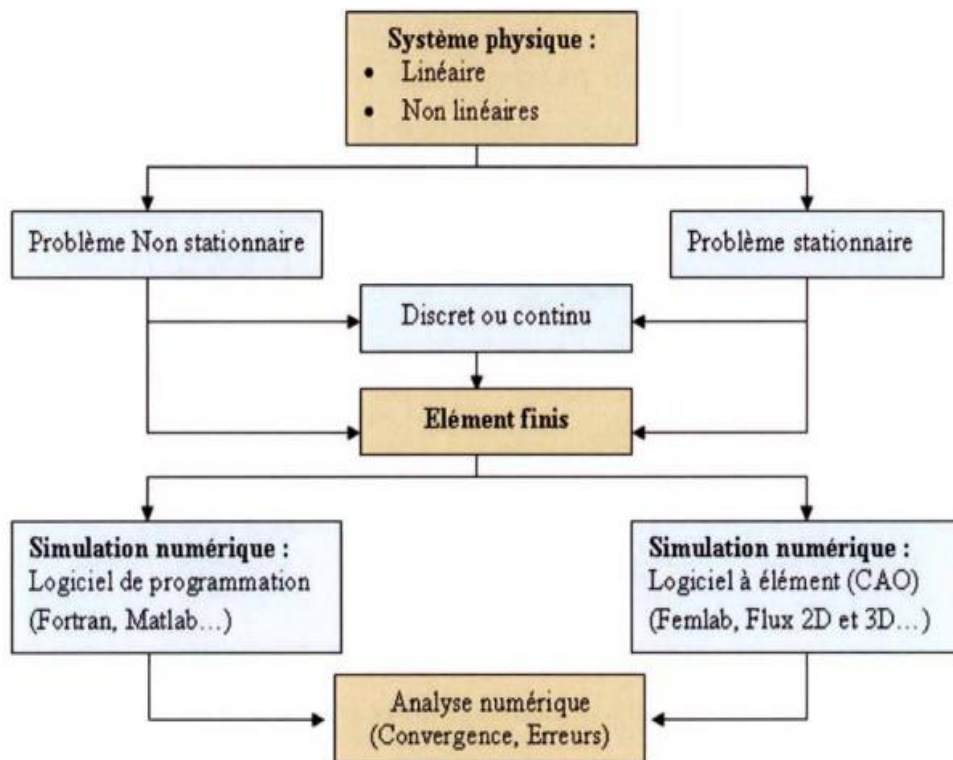 Système physique :
• Linéaire
• Non linéaires
Problème Non stationnaire
Problème stationnaire
Discret ou continu
Elément finis
Simulation numérique :
Logiciel de programmation
(Fortran, Matlab...)
Simulation numérique :
Logiciel à élément (CAO)
(Femlab, Flux 2D et 3D...)
Analyse numérique
(Convergence, Erreurs)